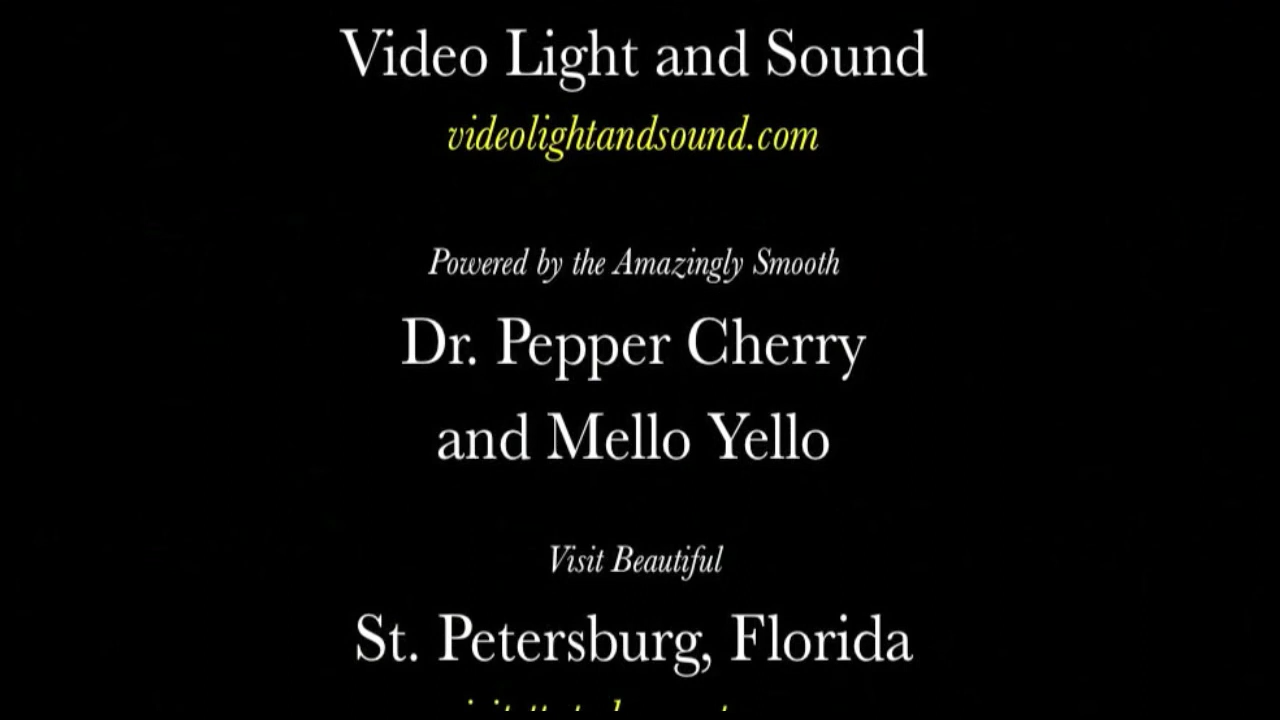 Video Light and Sound
videolightandsound.com
Powered by the Amazingly Smooth
Dr. Pepper Cherry
and Mello Yello
Visit Beautiful
St. Petersburg, Florida